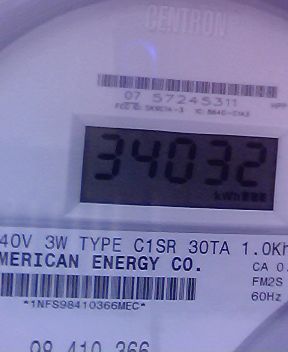 CENTRON
07 57245311
34032
kWh
40V 3W TYPE C1SR 30TA 1.0Kh
MERICAN ENERGY CO.
CA 0.
FM2S
60Hz
*1NFS98410366MEC*
98 410 366